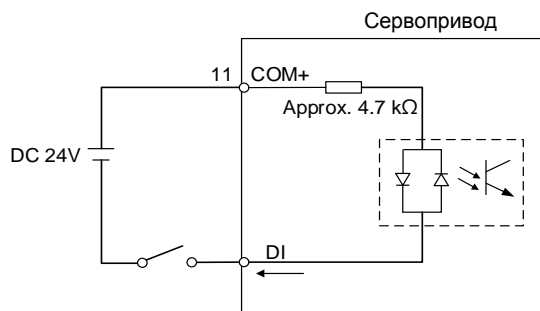 Сервопривод
11 COM+
Approx. 4.7 kΩ
DC 24V
DI